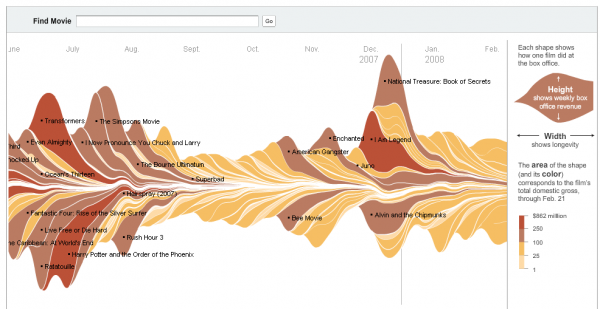 Find Movie
Go
une July Aug. Sept. Oct. Nov. Dec. Jan. Feb.
2007 2008
National Treasure: Book of Secrets
Transformers
The Simpsons Movie
Evan Almighty
I Now Pronounce You Chuck and Larry
Enchanted
I Am Legend
Third
nocked Up
American Gangster
The Bourne Ultimatum
Juno
Ocean's Thirteen
Superbad
Hairspray (2007)
Fantastic Four: Rise of the Silver Surfer
Bee Movie
Alvin and the Chipmunks
Live Free or Die Hard
Rush Hour 3
he Caribbean: At World's End
Harry Potter and the Order of the Phoenix
Ratatouille
Each shape shows
how one film did at
the box office.
Height
shows weekly box
office revenue
Width
shows longevity
The area of the shape
(and its color)
corresponds to the film's
total domestic gross,
through Feb. 21
$862 million
250
100
25
1